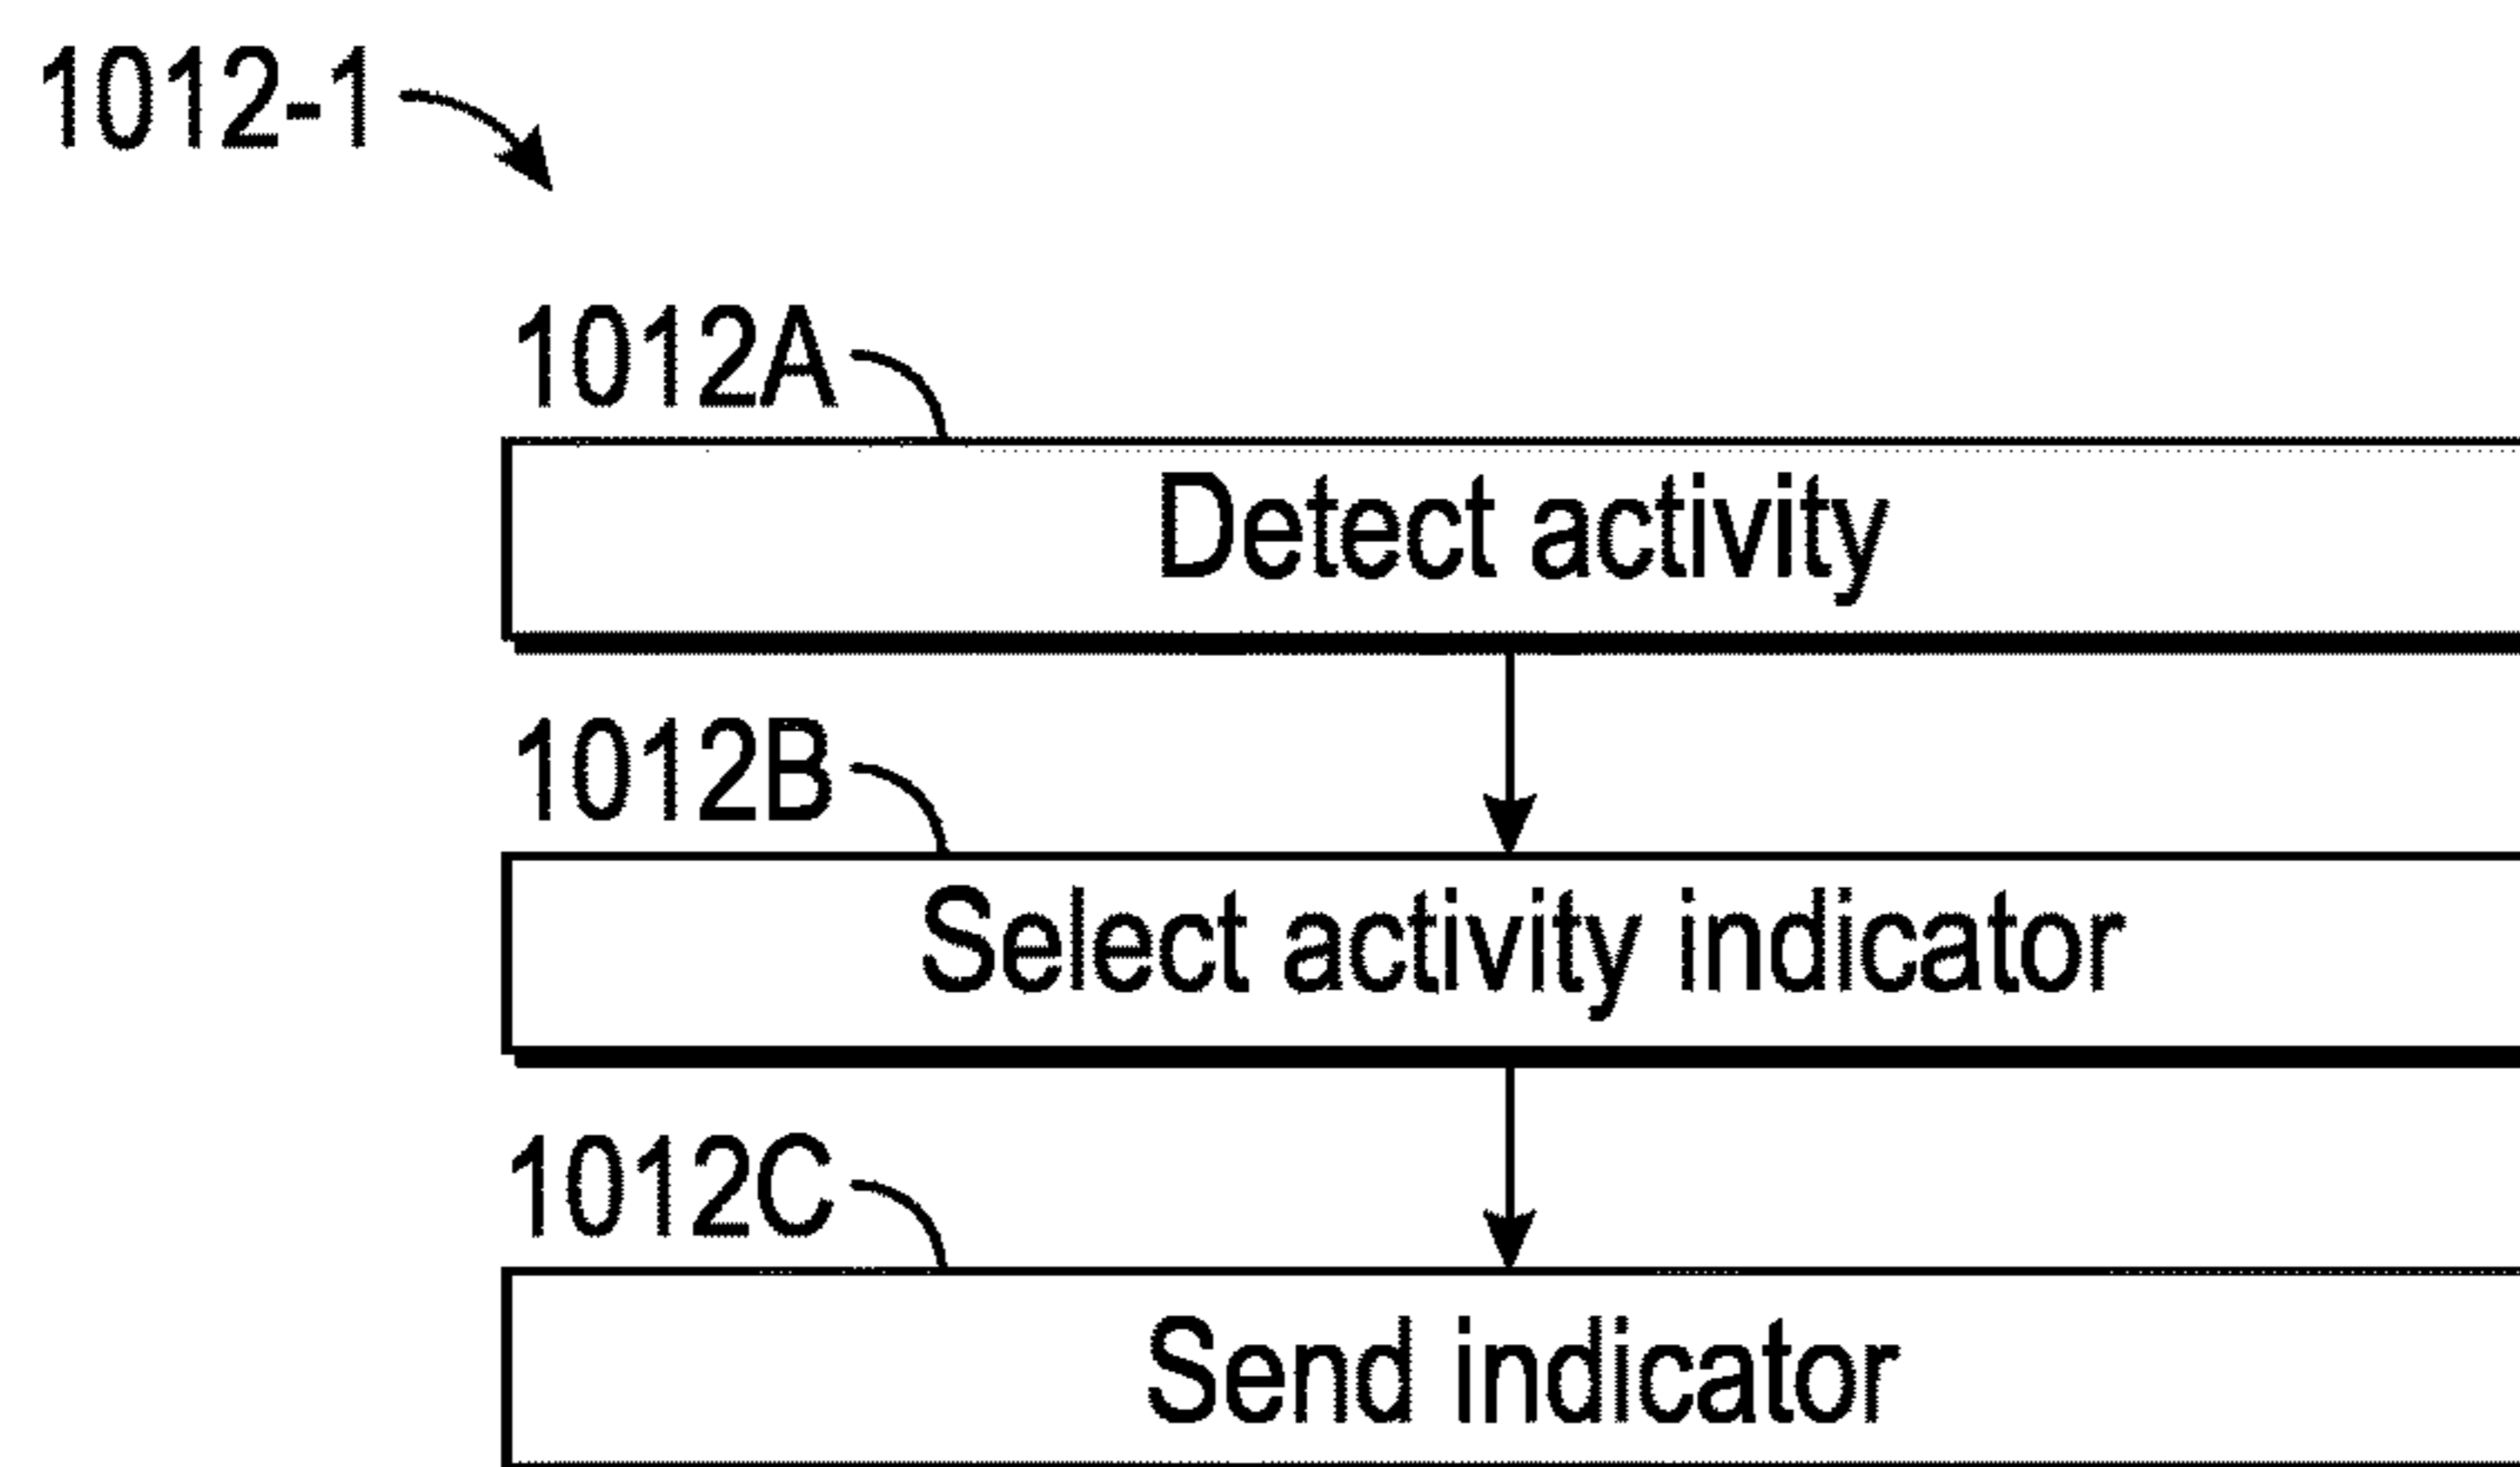 1012-1
1012A
Detect activity
1012B
Select activity indicator
1012C
Send indicator